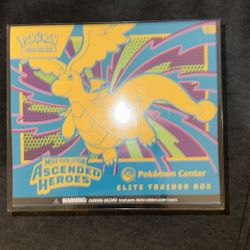 Pokémon
MEGA EVOLUTION
ASCENDED
HEROES
Pokémon Center
ELITE TRAINER BOX
WARNING: